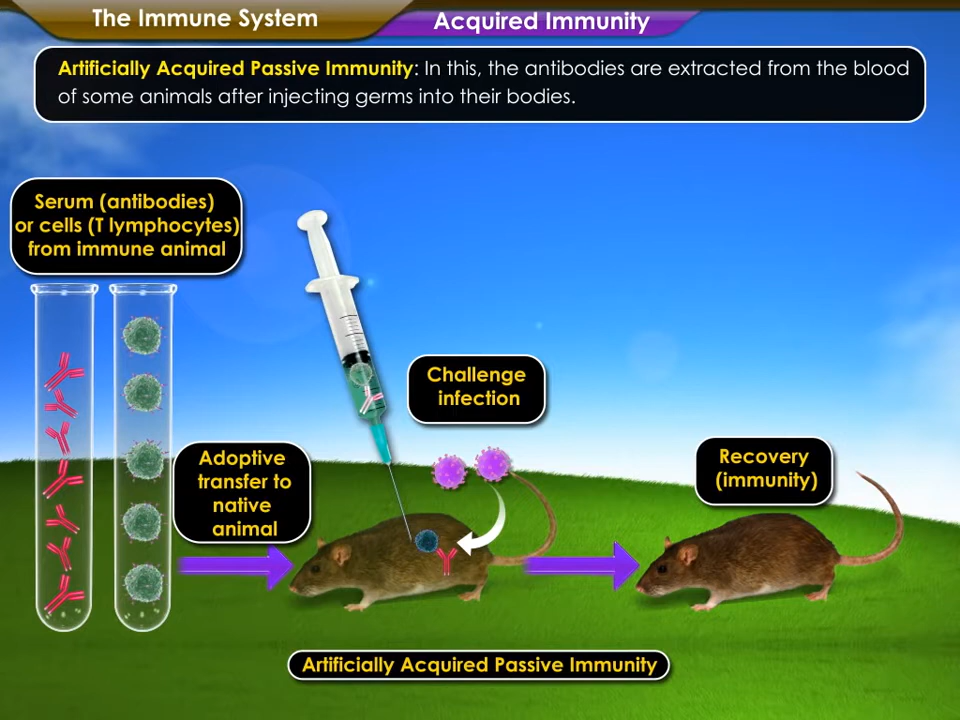 The Immune System
Acquired Immunity
Artificially Acquired Passive Immunity: In this, the antibodies are extracted from the blood
of some animals after injecting germs into their bodies.
Serum (antibodies)
or cells (T lymphocytes)
from immune animal
Challenge
infection
Adoptive
transfer to
native
animal
Recovery
(immunity)
Artificially Acquired Passive Immunity